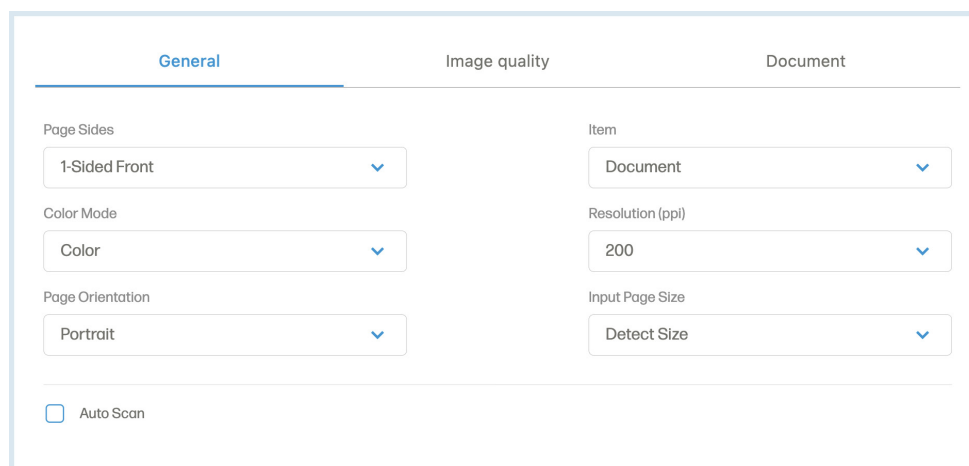 General
Image quality
Document
Page Sides
1-Sided Front
Item
Document
Color Mode
Color
Resolution (ppi)
200
Page Orientation
Portrait
Input Page Size
Detect Size
Auto Scan